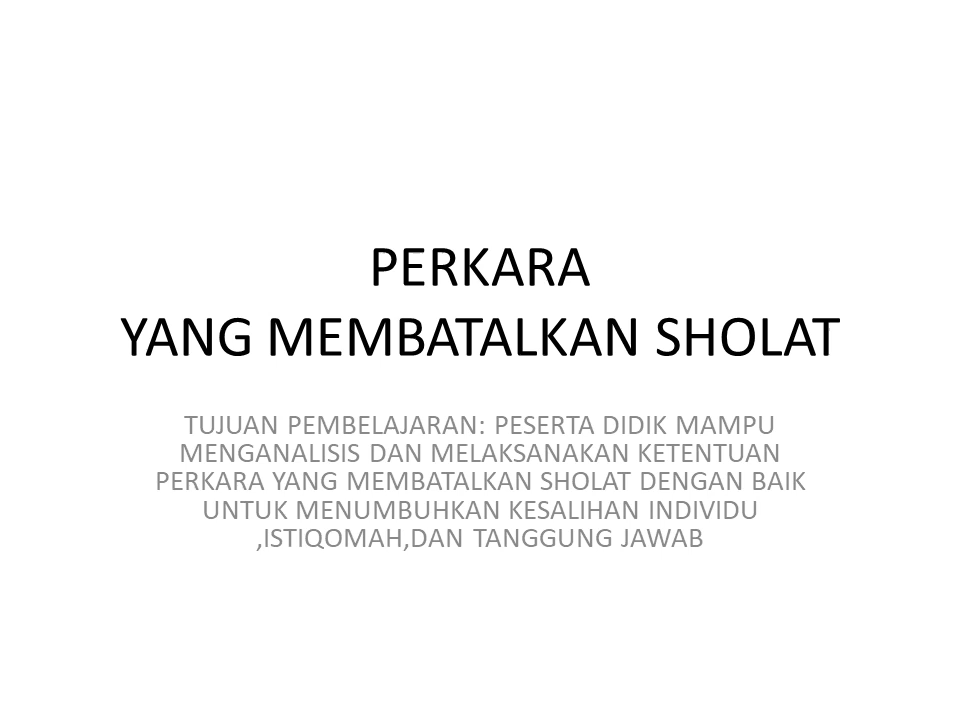 PERKARA
YANG MEMBATALKAN SHOLAT
TUJUAN PEMBELAJARAN: PESERTA DIDIK MAMPU
MENGANALISIS DAN MELAKSANAKAN KETENTUAN
PERKARA YANG MEMBATALKAN SHOLAT DENGAN BAIK
UNTUK MENUMBUHKAN KESALIHAN INDIVIDU
,ISTIQOMAH,DAN TANGGUNG JAWAB